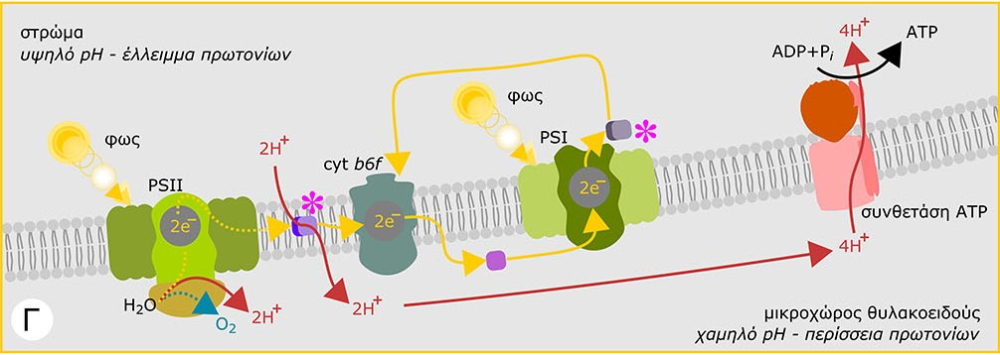 στρώμα
υψηλό pH - έλλειμμα πρωτονίων
φως
PSII
2e⁻
H₂O
O₂
2H⁺
2H⁺
*
2H⁺
cyt b6f
2e⁻
φως
PSI
*
2e⁻
ADP+Pᵢ
4H⁺
ATP
συνθετάση ATP
4H⁺
μικροχώρος θυλακοειδούς
χαμηλό pH - περίσσεια πρωτονίων
Γ